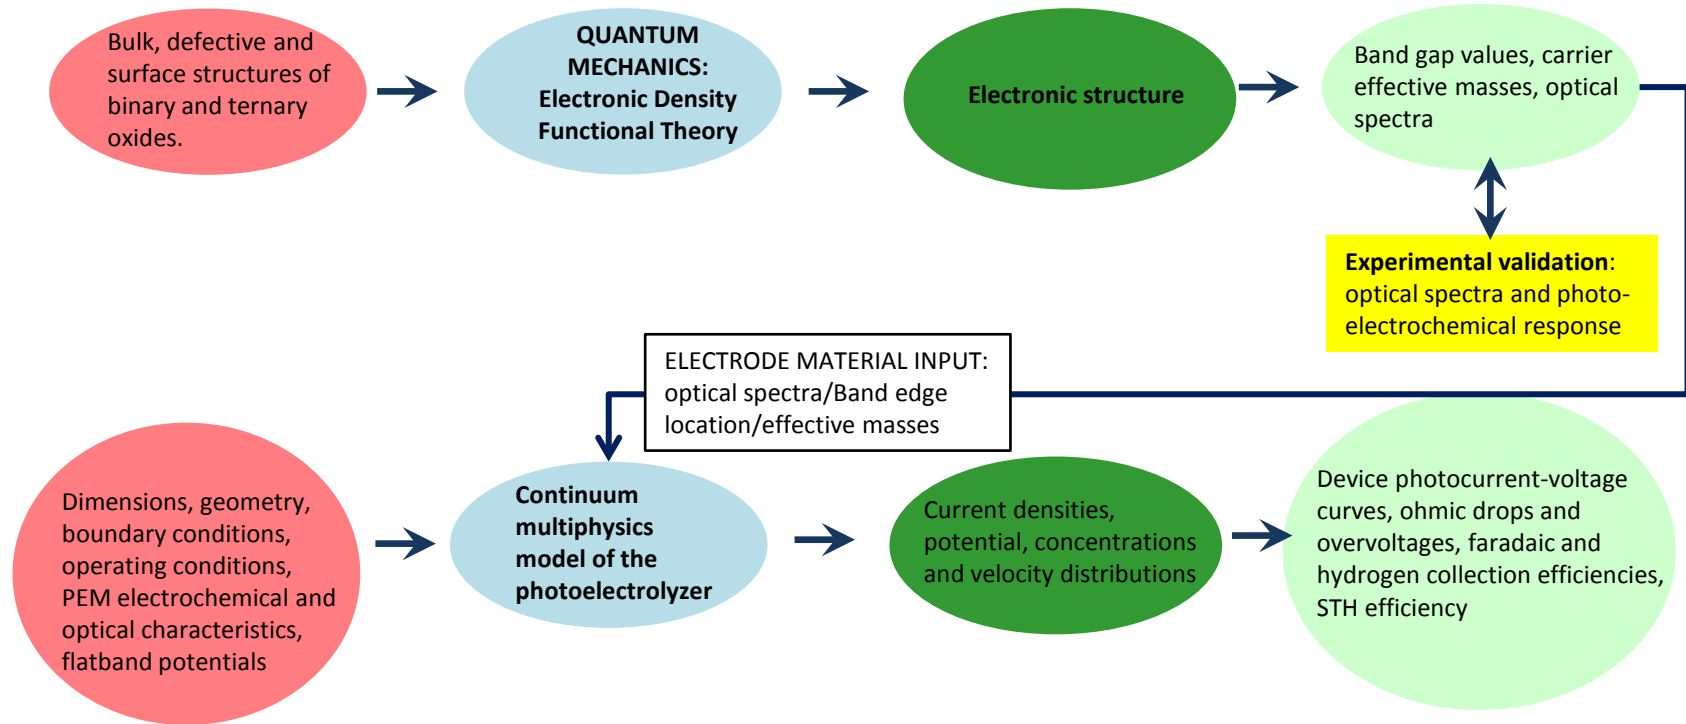 Bulk, defective and
surface structures of
binary and ternary
oxides.
QUANTUM
MECHANICS:
Electronic Density
Functional Theory
Electronic structure
Band gap values, carrier
effective masses, optical
spectra
Experimental validation:
optical spectra and photo-
electrochemical response
ELECTRODE MATERIAL INPUT:
optical spectra/Band edge
location/effective masses
Dimensions, geometry,
boundary conditions,
operating conditions,
PEM electrochemical and
optical characteristics,
flatband potentials
Continuum
multiphysics
model of the
photoelectrolyzer
Current densities,
potential, concentrations
and velocity distributions
Device photocurrent-voltage
curves, ohmic drops and
overvoltages, faradaic and
hydrogen collection efficiencies,
STH efficiency